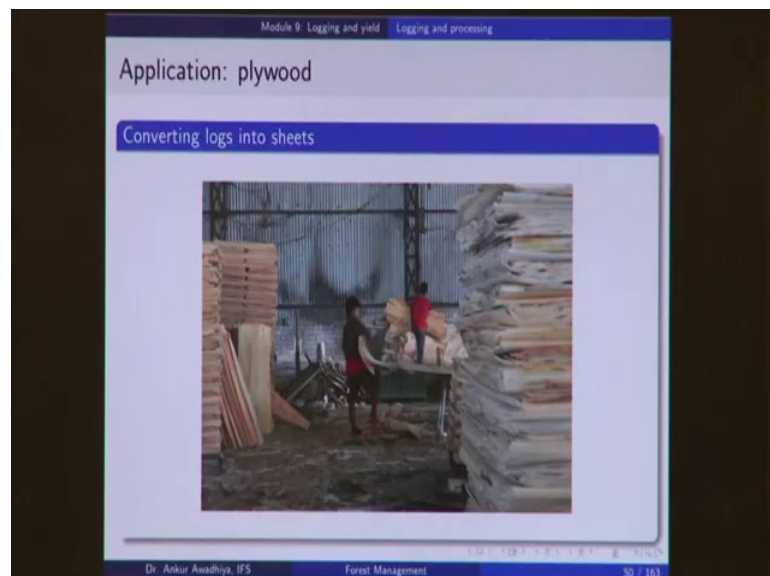 Module 9: Logging and yield Logging and processing
Application: plywood
Converting logs into sheets
Dr. Ankur Awadhiya, IFS Forest Management 50 / 163